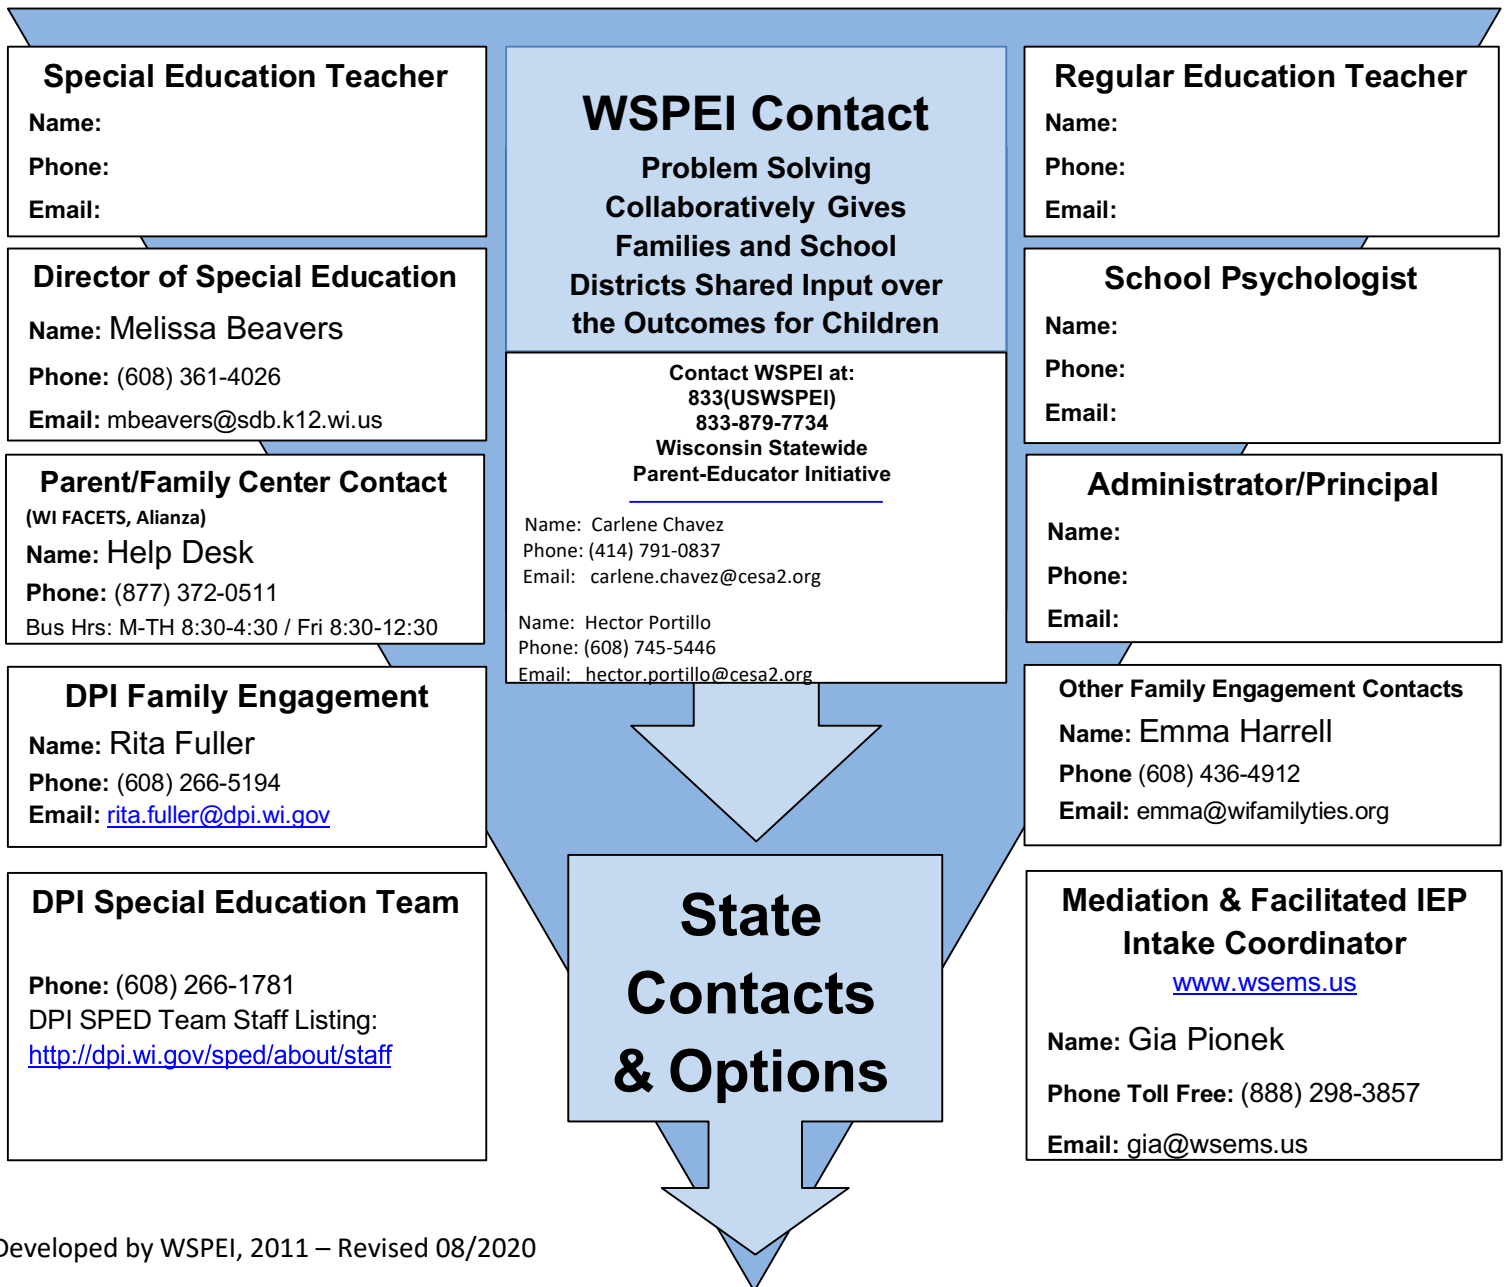 Special Education Teacher
Name:
Phone:
Email:
Director of Special Education
Name: Melissa Beavers
Phone: (608) 361-4026
Email: mbeavers@sdb.k12.wi.us
Parent/Family Center Contact
(WI FACETS, Alianza)
Name: Help Desk
Phone: (877) 372-0511
Bus Hrs: M-TH 8:30-4:30 / Fri 8:30-12:30
DPI Family Engagement
Name: Rita Fuller
Phone: (608) 266-5194
Email: rita.fuller@dpi.wi.gov
DPI Special Education Team
Phone: (608) 266-1781
DPI SPED Team Staff Listing:
http://dpi.wi.gov/sped/about/staff
WSPEI Contact
Problem Solving
Collaboratively Gives
Families and School
Districts Shared Input over
the Outcomes for Children
Contact WSPEI at:
833(USWSPEI)
833-879-7734
Wisconsin Statewide
Parent-Educator Initiative
Name: Carlene Chavez
Phone: (414) 791-0837
Email: carlene.chavez@cesa2.org
Name: Hector Portillo
Phone: (608) 745-5446
Email: hector.portillo@cesa2.org
State
Contacts
& Options
Regular Education Teacher
Name:
Phone:
Email:
School Psychologist
Name:
Phone:
Email:
Administrator/Principal
Name:
Phone:
Email:
Other Family Engagement Contacts
Name: Emma Harrell
Phone (608) 436-4912
Email: emma@wifamilyties.org
Mediation & Facilitated IEP
Intake Coordinator
www.wsems.us
Name: Gia Pionek
Phone Toll Free: (888) 298-3857
Email: gia@wsems.us
Developed by WSPEI, 2011 – Revised 08/2020